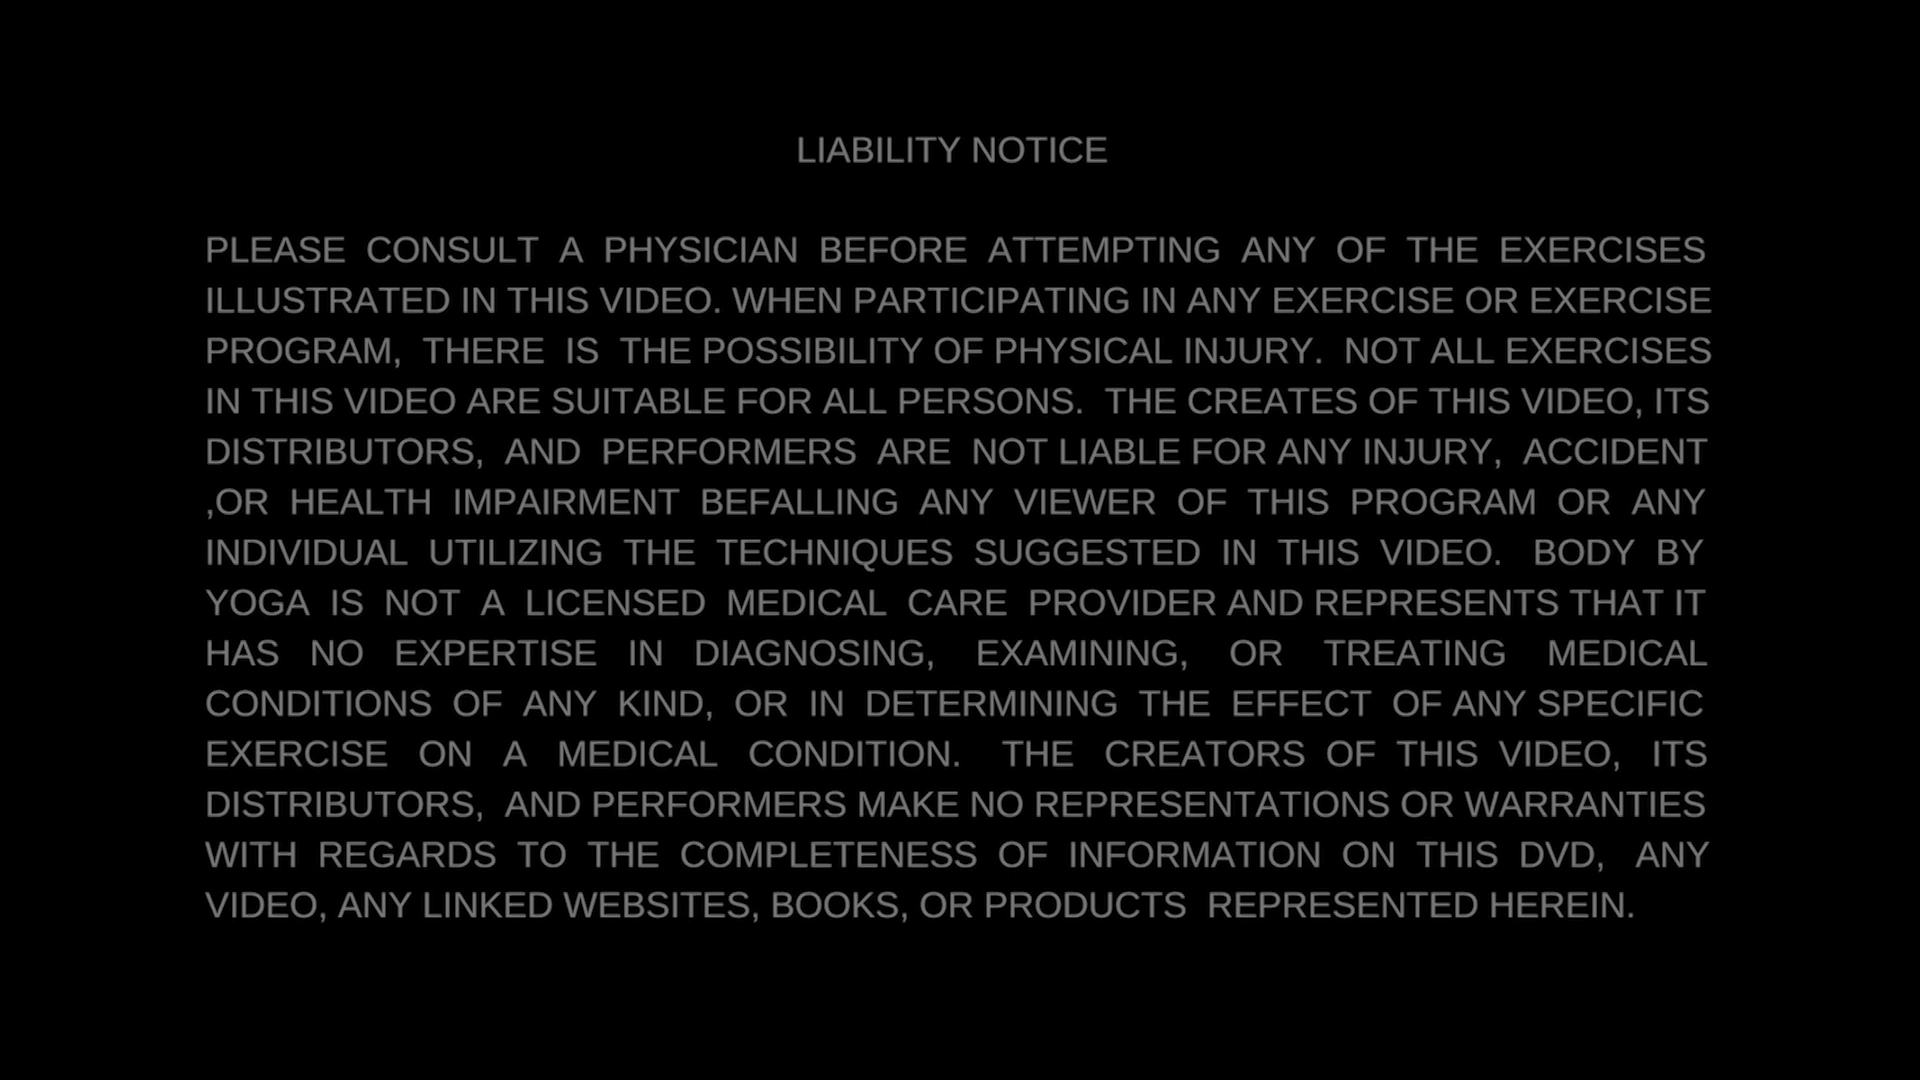 LIABILITY NOTICE
PLEASE CONSULT A PHYSICIAN BEFORE ATTEMPTING ANY OF THE EXERCISES
ILLUSTRATED IN THIS VIDEO. WHEN PARTICIPATING IN ANY EXERCISE OR EXERCISE
PROGRAM, THERE IS THE POSSIBILITY OF PHYSICAL INJURY. NOT ALL EXERCISES
IN THIS VIDEO ARE SUITABLE FOR ALL PERSONS. THE CREATES OF THIS VIDEO, ITS
DISTRIBUTORS, AND PERFORMERS ARE NOT LIABLE FOR ANY INJURY, ACCIDENT
,OR HEALTH IMPAIRMENT BEFALLING ANY VIEWER OF THIS PROGRAM OR ANY
INDIVIDUAL UTILIZING THE TECHNIQUES SUGGESTED IN THIS VIDEO. BODY BY
YOGA IS NOT A LICENSED MEDICAL CARE PROVIDER AND REPRESENTS THAT IT
HAS NO EXPERTISE IN DIAGNOSING, EXAMINING, OR TREATING MEDICAL
CONDITIONS OF ANY KIND, OR IN DETERMINING THE EFFECT OF ANY SPECIFIC
EXERCISE ON A MEDICAL CONDITION. THE CREATORS OF THIS VIDEO, ITS
DISTRIBUTORS, AND PERFORMERS MAKE NO REPRESENTATIONS OR WARRANTIES
WITH REGARDS TO THE COMPLETENESS OF INFORMATION ON THIS DVD, ANY
VIDEO, ANY LINKED WEBSITES, BOOKS, OR PRODUCTS REPRESENTED HEREIN.